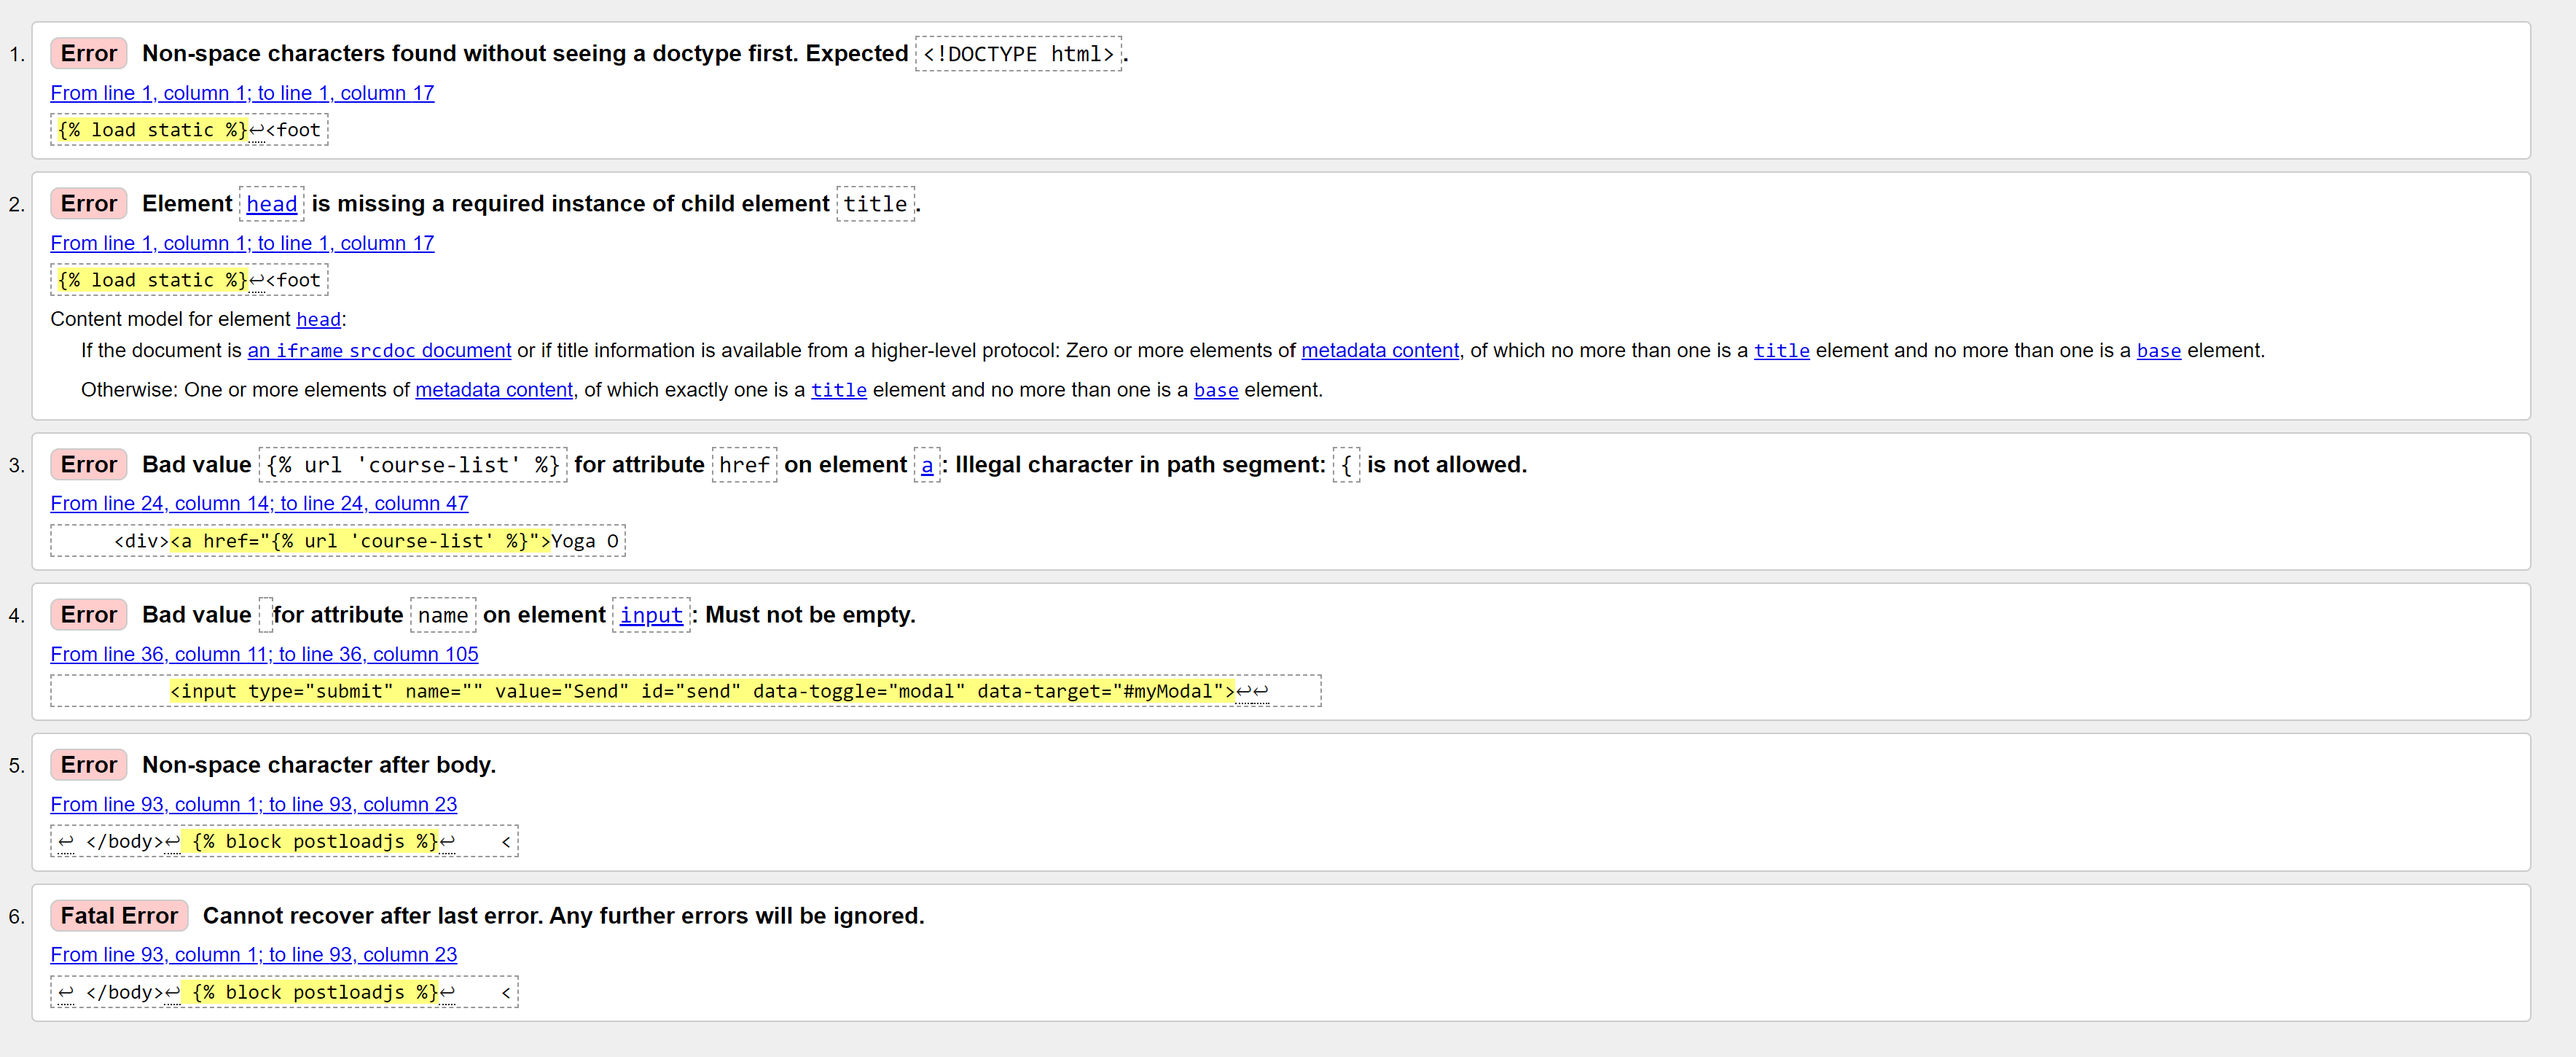 1. Error Non-space characters found without seeing a doctype first. Expected <!DOCTYPE html>.
From line 1, column 1; to line 1, column 17
{% load static %}↩<foot
2. Error Element head is missing a required instance of child element title.
From line 1, column 1; to line 1, column 17
{% load static %}↩<foot
Content model for element head:
If the document is an iframe srcdoc document or if title information is available from a higher-level protocol: Zero or more elements of metadata content, of which no more than one is a title element and no more than one is a base element.
Otherwise: One or more elements of metadata content, of which exactly one is a title element and no more than one is a base element.
3. Error Bad value {% url 'course-list' %} for attribute href on element a: Illegal character in path segment: { is not allowed.
From line 24, column 14; to line 24, column 47
<div><a href="{% url 'course-list' %}">Yoga O
4. Error Bad value for attribute name on element input: Must not be empty.
From line 36, column 11; to line 36, column 105
<input type="submit" name="" value="Send" id="send" data-toggle="modal" data-target="#myModal">↩↩
5. Error Non-space character after body.
From line 93, column 1; to line 93, column 23
↩ </body>↩ {% block postloadjs %}↩ <
6. Fatal Error Cannot recover after last error. Any further errors will be ignored.
From line 93, column 1; to line 93, column 23
↩ </body>↩ {% block postloadjs %}↩ <